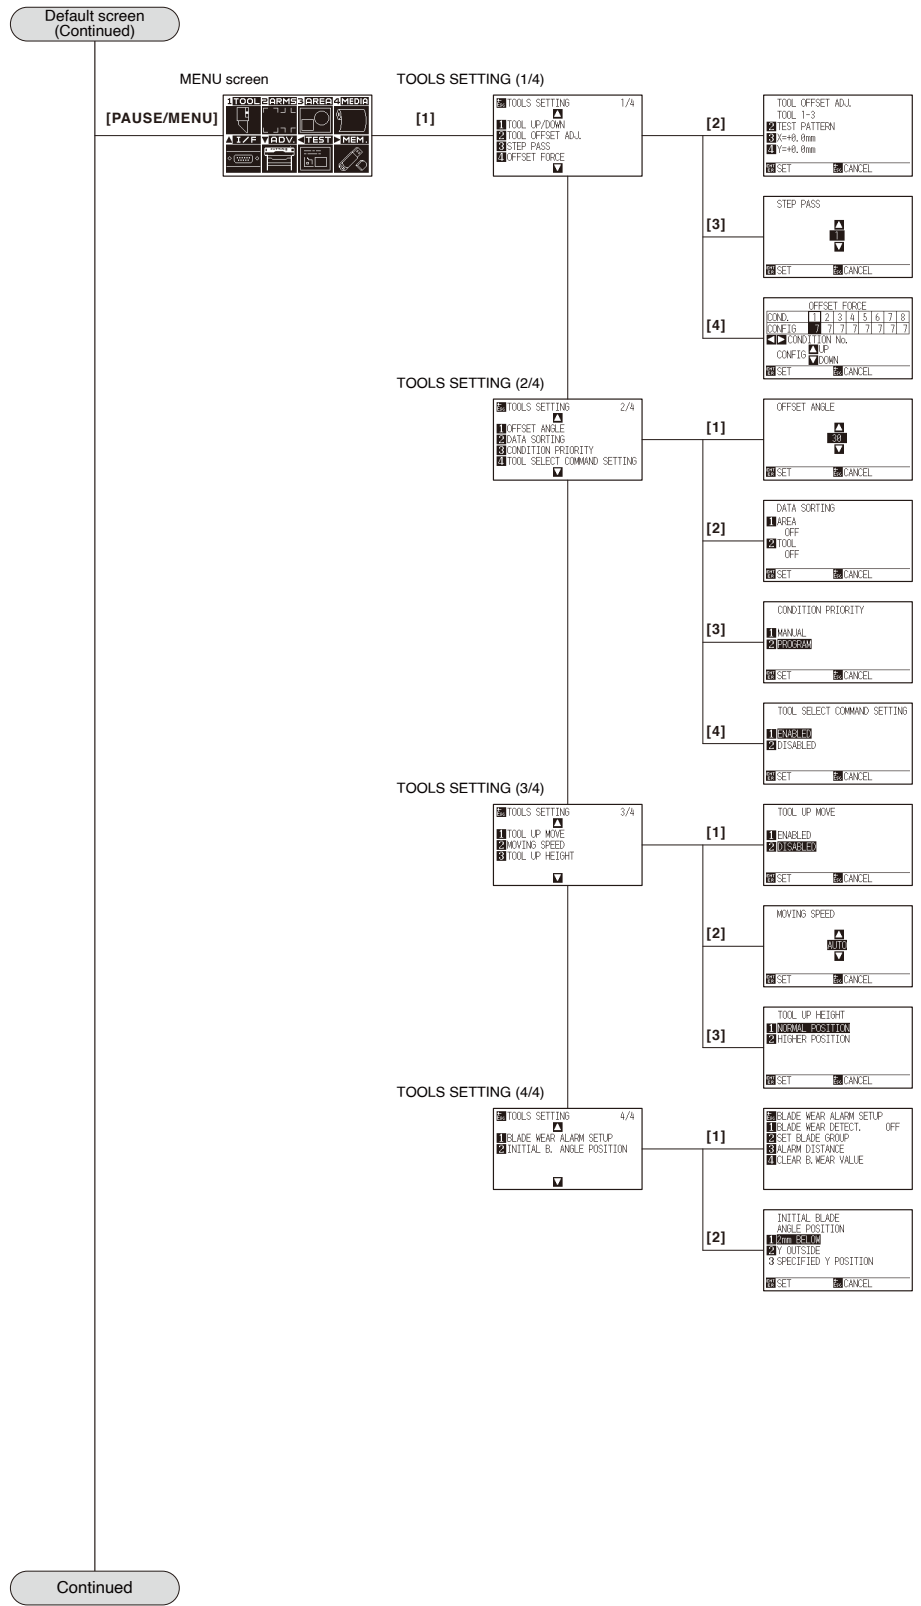 Default screen
(Continued)
MENU screen
TOOLS SETTING (1/4)
[PAUSE/MENU]
1 TOOL 2 ARMS 3 AREA 4 MEDIA
▲ I/F ▼ ADV. ◀ TEST ▶ MEM.
[1]
TOOLS SETTING 1/4
▲
1 TOOL UP/DOWN
2 TOOL OFFSET ADJ.
3 STEP PASS
4 OFFSET FORCE
▼
[2]
TOOL OFFSET ADJ.
TOOL 1-3
2 TEST PATTERN
3 X=+0.0mm
4 Y=+0.0mm
SET CANCEL
[3]
STEP PASS
▲
1
▼
SET CANCEL
[4]
OFFSET FORCE
COND. 1 2 3 4 5 6 7 8
CONFIG 7 7 7 7 7 7 7 7
◀ ▶ CONDITION No.
CONFIG ▲ UP
▼ DOWN
SET CANCEL
TOOLS SETTING (2/4)
TOOLS SETTING 2/4
▲
1 OFFSET ANGLE
2 DATA SORTING
3 CONDITION PRIORITY
4 TOOL SELECT COMMAND SETTING
▼
[1]
OFFSET ANGLE
▲
30
▼
SET CANCEL
[2]
DATA SORTING
1 AREA
OFF
2 TOOL
OFF
SET CANCEL
[3]
CONDITION PRIORITY
1 MANUAL
2 PROGRAM
SET CANCEL
[4]
TOOL SELECT COMMAND SETTING
1 ENABLED
2 DISABLED
SET CANCEL
TOOLS SETTING (3/4)
TOOLS SETTING 3/4
▲
1 TOOL UP MOVE
2 MOVING SPEED
3 TOOL UP HEIGHT
▼
[1]
TOOL UP MOVE
1 ENABLED
2 DISABLED
SET CANCEL
[2]
MOVING SPEED
▲
AUTO
▼
SET CANCEL
[3]
TOOL UP HEIGHT
1 NORMAL POSITION
2 HIGHER POSITION
SET CANCEL
TOOLS SETTING (4/4)
TOOLS SETTING 4/4
▲
1 BLADE WEAR ALARM SETUP
2 INITIAL B. ANGLE POSITION
▼
[1]
BLADE WEAR ALARM SETUP
1 BLADE WEAR DETECT. OFF
2 SET BLADE GROUP
3 ALARM DISTANCE
4 CLEAR B.WEAR VALUE
[2]
INITIAL BLADE
ANGLE POSITION
1 2mm BELOW
2 Y OUTSIDE
3 SPECIFIED Y POSITION
SET CANCEL
Continued